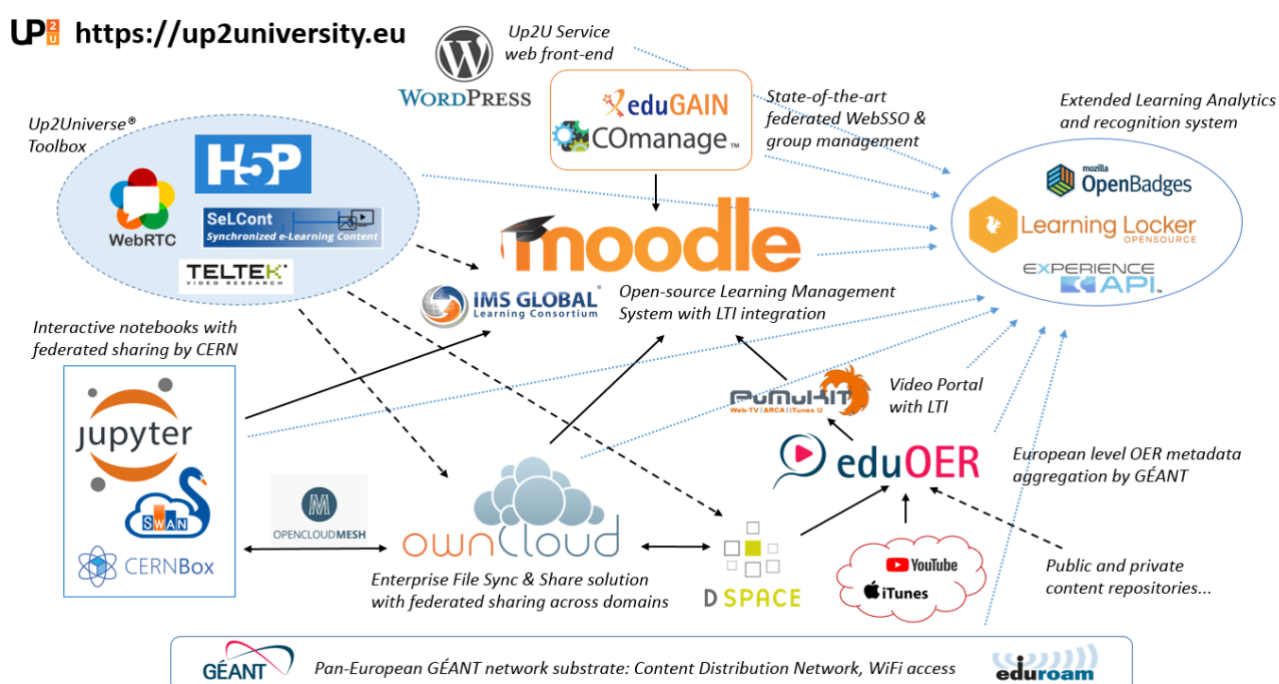 UP2U https://up2university.eu
WORDPRESS
Up2U Service
web front-end
eduGAIN
COmanage™
State-of-the-art
federated WebSSO &
group management
Extended Learning Analytics
and recognition system
mozilla
OpenBadges
Learning Locker
OPENSOURCE
EXPERIENCE
API™
Up2Universe®
Toolbox
H5P
WebRTC
SeLCont
Synchronized e-Learning Content
TELTEK
VIDEO RESEARCH
moodle
IMS GLOBAL®
Learning Consortium
Open-source Learning Management
System with LTI integration
Interactive notebooks with
federated sharing by CERN
jupyter
SWAN
CERNBox
M
OPENCLOUDMESH
ownCloud
Enterprise File Sync & Share solution
with federated sharing across domains
DSPACE
PuMuKIT
Web-TV | ARCA | iTunes U
Video Portal
with LTI
eduOER
European level OER metadata
aggregation by GÉANT
YouTube
iTunes
Public and private
content repositories...
GÉANT
Pan-European GÉANT network substrate: Content Distribution Network, WiFi access
eduroam